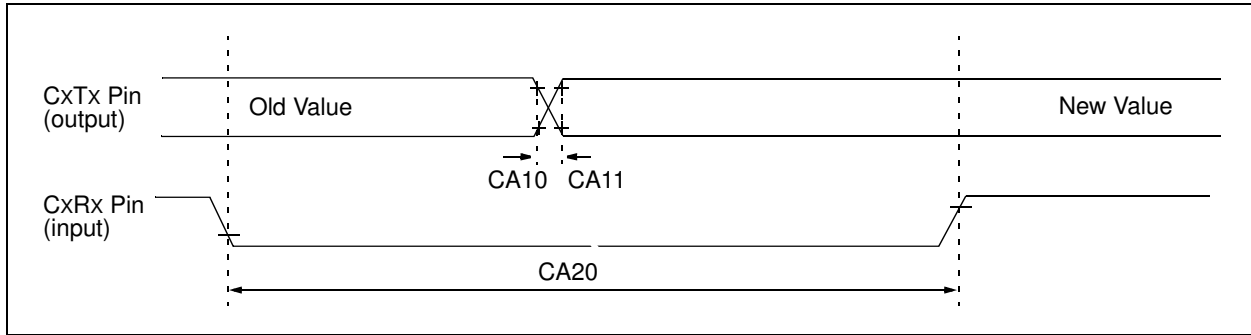 CxTx Pin
(output)
Old Value
New Value
CA10 CA11
CxRx Pin
(input)
CA20